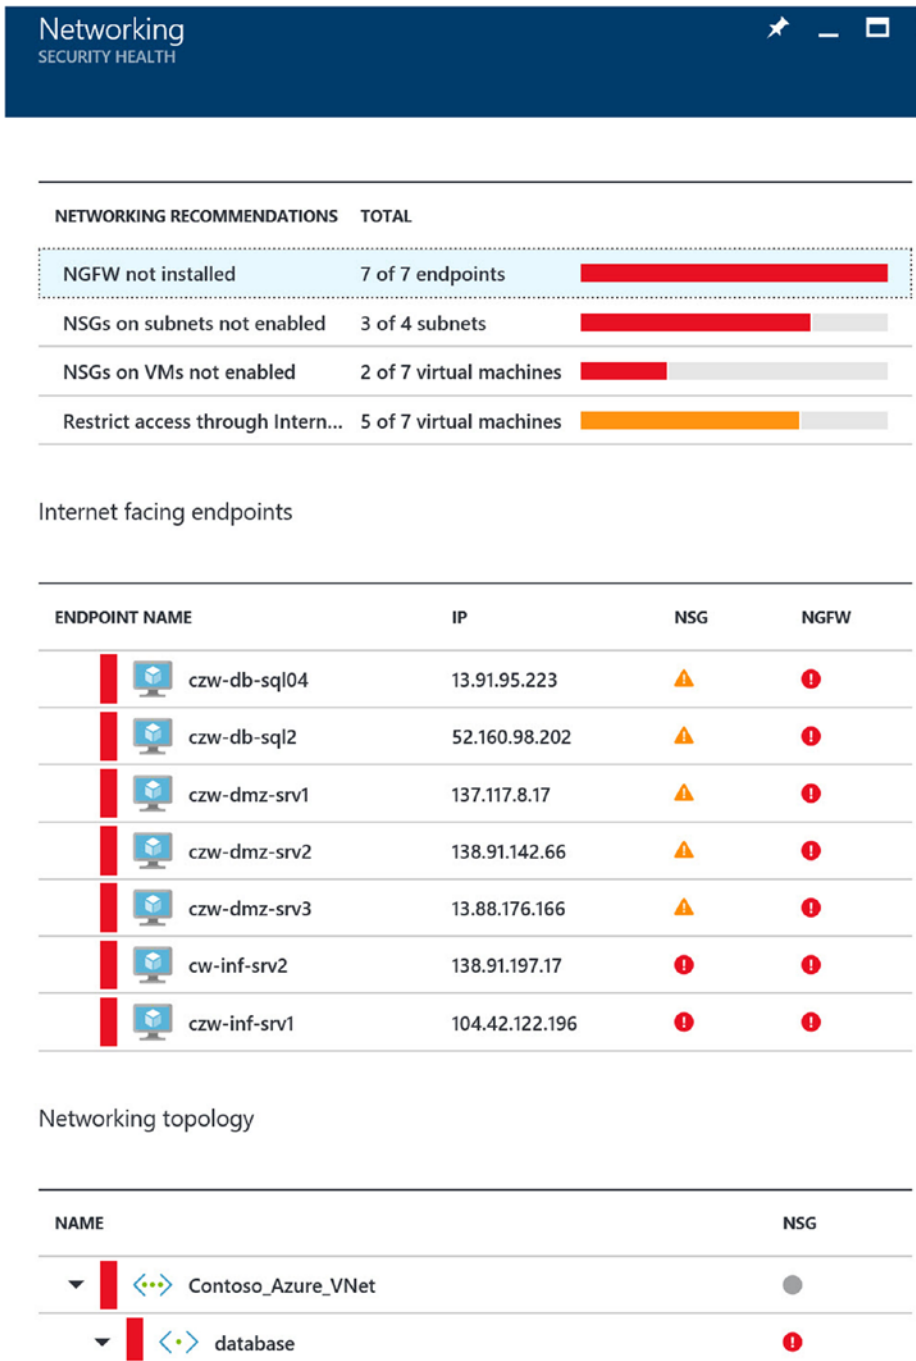 Networking
SECURITY HEALTH
NETWORKING RECOMMENDATIONS TOTAL
NGFW not installed 7 of 7 endpoints
NSGs on subnets not enabled 3 of 4 subnets
NSGs on VMs not enabled 2 of 7 virtual machines
Restrict access through Intern... 5 of 7 virtual machines
Internet facing endpoints
ENDPOINT NAME IP NSG NGFW
czw-db-sql04 13.91.95.223
czw-db-sql2 52.160.98.202
czw-dmz-srv1 137.117.8.17
czw-dmz-srv2 138.91.142.66
czw-dmz-srv3 13.88.176.166
cw-inf-srv2 138.91.197.17
czw-inf-srv1 104.42.122.196
Networking topology
NAME NSG
Contoso_Azure_VNet
database